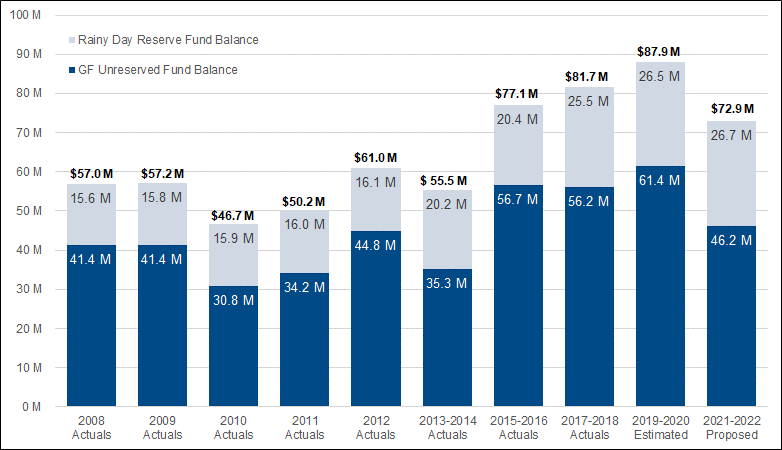 100 M
90 M
80 M
70 M
60 M
50 M
40 M
30 M
20 M
10 M
0 M
Rainy Day Reserve Fund Balance
GF Unreserved Fund Balance
$57.0 M
15.6 M
41.4 M
$57.2 M
15.8 M
41.4 M
$46.7 M
15.9 M
30.8 M
$50.2 M
16.0 M
34.2 M
$61.0 M
16.1 M
44.8 M
$ 55.5 M
20.2 M
35.3 M
$77.1 M
20.4 M
56.7 M
$81.7 M
25.5 M
56.2 M
$87.9 M
26.5 M
61.4 M
$72.9 M
26.7 M
46.2 M
2008
Actuals
2009
Actuals
2010
Actuals
2011
Actuals
2012
Actuals
2013-2014
Actuals
2015-2016
Actuals
2017-2018
Actuals
2019-2020
Estimated
2021-2022
Proposed